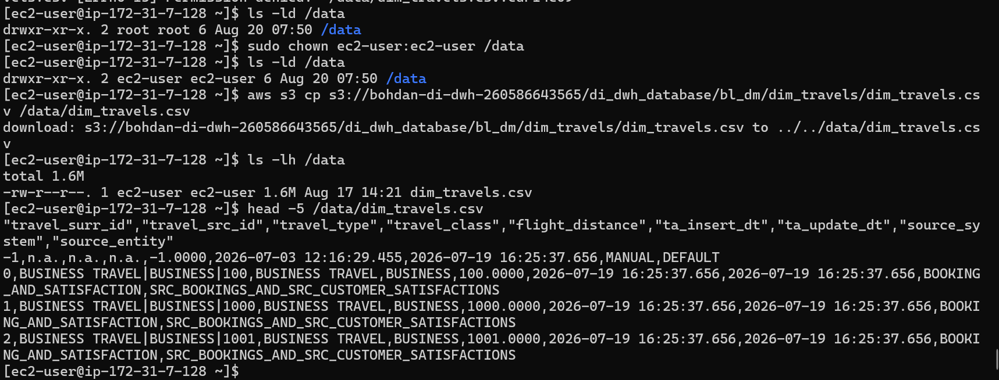 [ec2-user@ip-172-31-7-128 ~]$ ls -ld /data
drwxr-xr-x. 2 root root 6 Aug 20 07:50 /data
[ec2-user@ip-172-31-7-128 ~]$ sudo chown ec2-user:ec2-user /data
[ec2-user@ip-172-31-7-128 ~]$ ls -ld /data
drwxr-xr-x. 2 ec2-user ec2-user 6 Aug 20 07:50 /data
[ec2-user@ip-172-31-7-128 ~]$ aws s3 cp s3://bohdan-di-dwh-260586643565/di_dwh_database/bl_dm/dim_travels/dim_travels.cs
v /data/dim_travels.csv
download: s3://bohdan-di-dwh-260586643565/di_dwh_database/bl_dm/dim_travels/dim_travels.csv to ../../data/dim_travels.cs
v
[ec2-user@ip-172-31-7-128 ~]$ ls -lh /data
total 1.6M
-rw-r--r--. 1 ec2-user ec2-user 1.6M Aug 17 14:21 dim_travels.csv
[ec2-user@ip-172-31-7-128 ~]$ head -5 /data/dim_travels.csv
"travel_surr_id","travel_src_id","travel_type","travel_class","flight_distance","ta_insert_dt","ta_update_dt","source_sy
stem","source_entity"
-1,n.a.,n.a.,n.a.,-1.0000,2026-07-03 12:16:29.455,2026-07-19 16:25:37.656,MANUAL,DEFAULT
0,BUSINESS TRAVEL|BUSINESS|100,BUSINESS TRAVEL,BUSINESS,100.0000,2026-07-19 16:25:37.656,2026-07-19 16:25:37.656,BOOKING
_AND_SATISFACTION,SRC_BOOKINGS_AND_SRC_CUSTOMER_SATISFACTIONS
1,BUSINESS TRAVEL|BUSINESS|1000,BUSINESS TRAVEL,BUSINESS,1000.0000,2026-07-19 16:25:37.656,2026-07-19 16:25:37.656,BOOKI
NG_AND_SATISFACTION,SRC_BOOKINGS_AND_SRC_CUSTOMER_SATISFACTIONS
2,BUSINESS TRAVEL|BUSINESS|1001,BUSINESS TRAVEL,BUSINESS,1001.0000,2026-07-19 16:25:37.656,2026-07-19 16:25:37.656,BOOKI
NG_AND_SATISFACTION,SRC_BOOKINGS_AND_SRC_CUSTOMER_SATISFACTIONS
[ec2-user@ip-172-31-7-128 ~]$